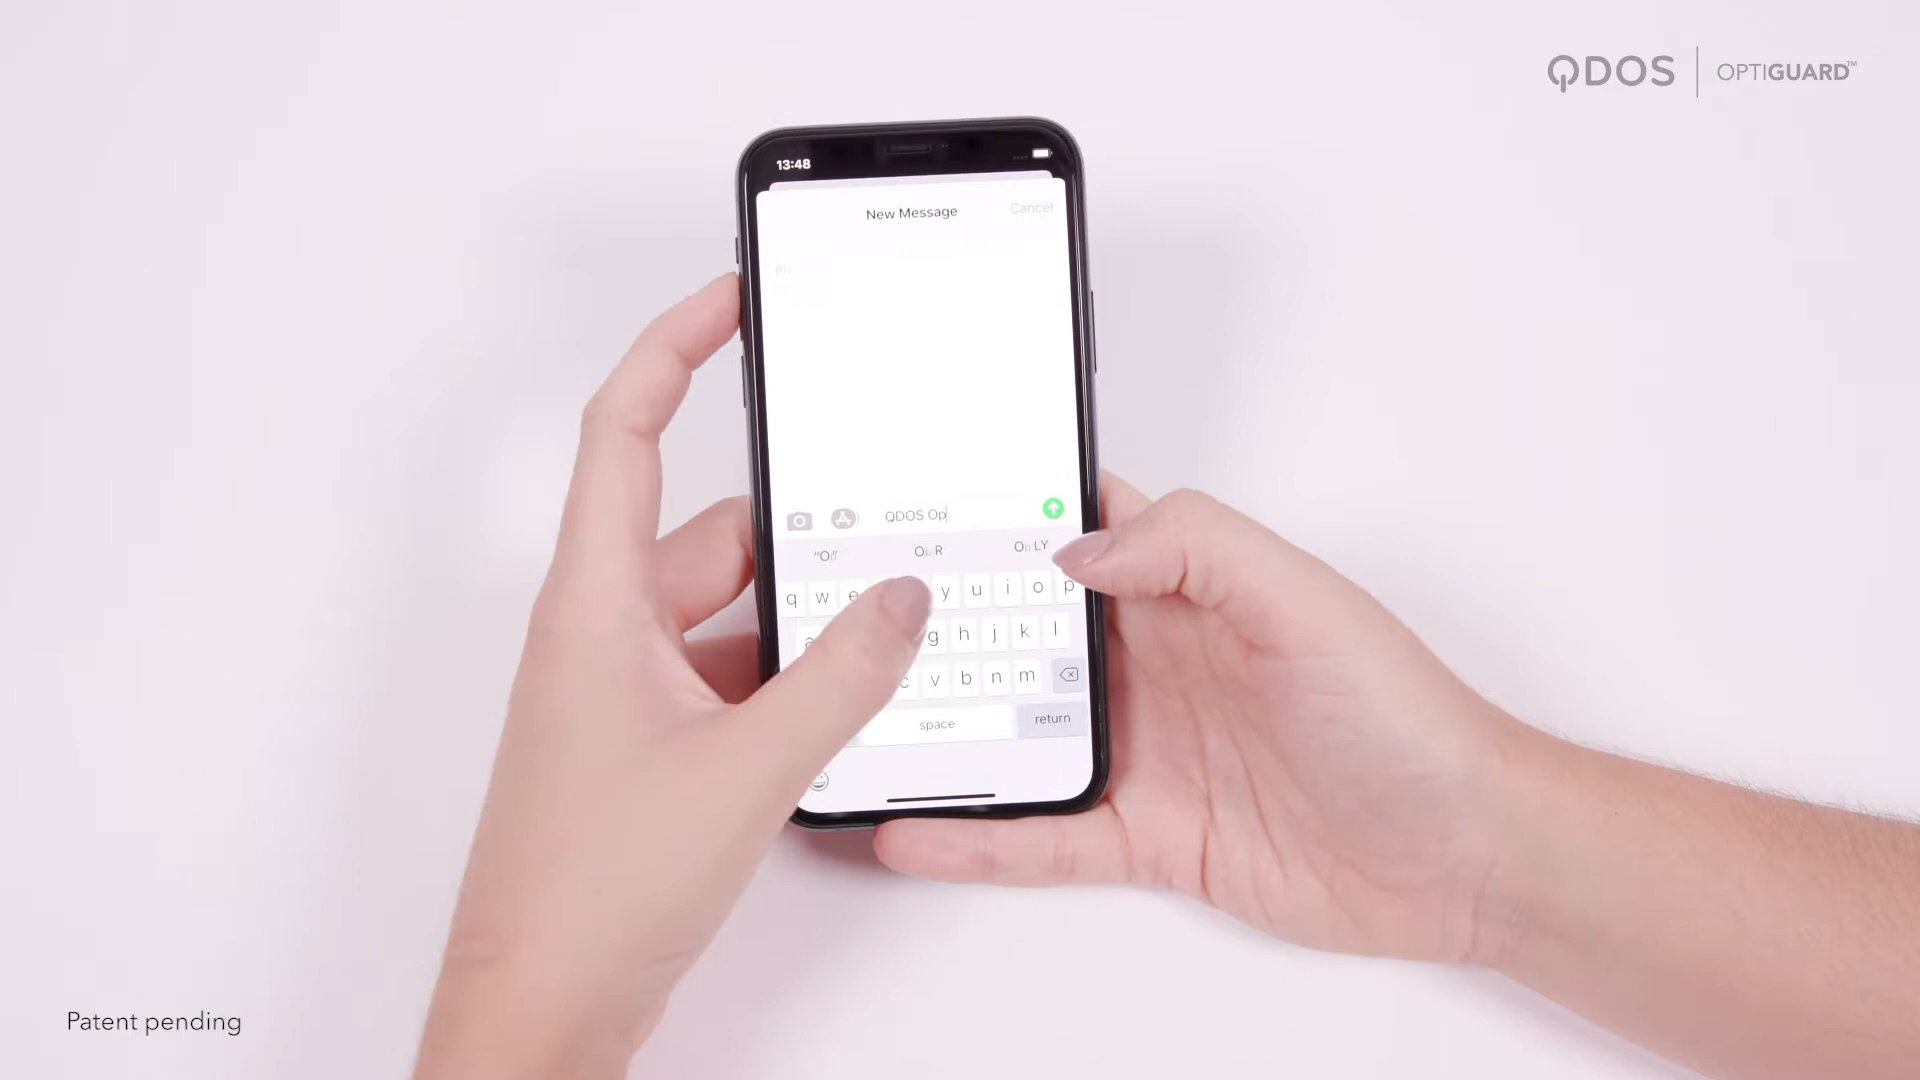 QDOS | OPTIGUARD™
13:48
New Message
Cancel
QDOS Op
q w e y u i o p
g h j k l
c v b n m
space
return
Patent pending